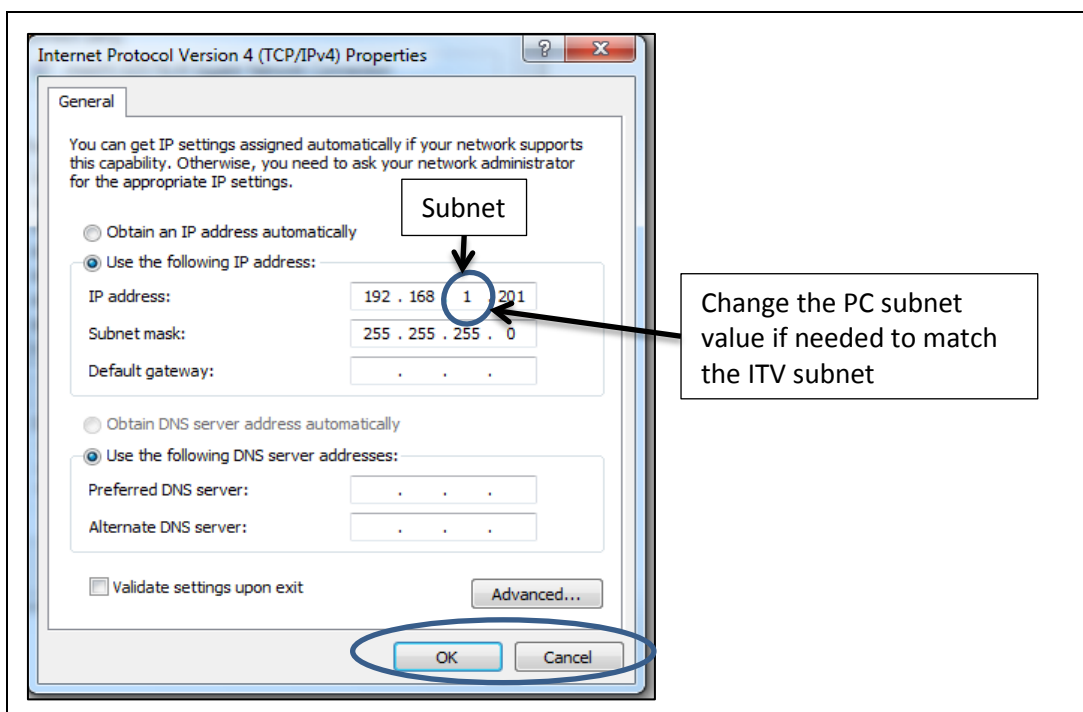 Internet Protocol Version 4 (TCP/IPv4) Properties
General
You can get IP settings assigned automatically if your network supports
this capability. Otherwise, you need to ask your network administrator
for the appropriate IP settings.
Subnet
Obtain an IP address automatically
Use the following IP address:
IP address: 192 . 168 1 . 201
Subnet mask: 255 . 255 . 255 . 0
Default gateway: . . .
Change the PC subnet
value if needed to match
the ITV subnet
Obtain DNS server address automatically
Use the following DNS server addresses:
Preferred DNS server: . . .
Alternate DNS server: . . .
Validate settings upon exit
Advanced...
OK Cancel